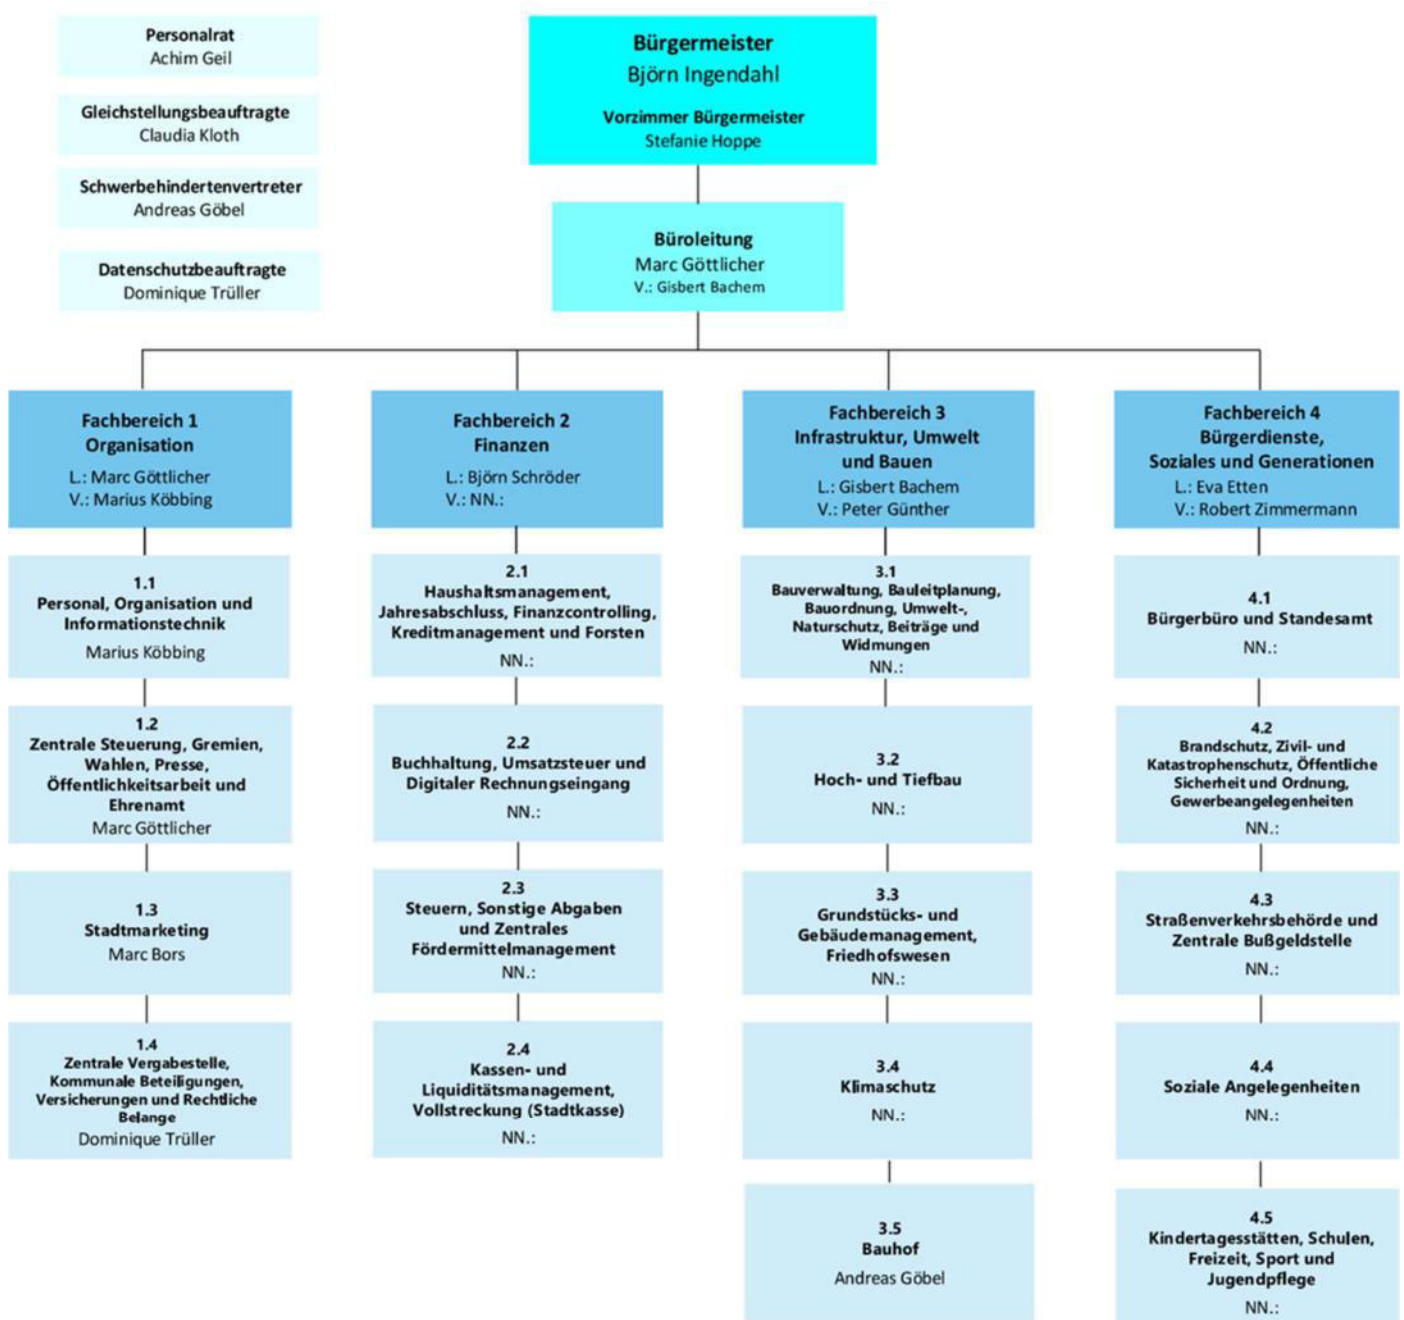 Personalrat
Achim Geil
Gleichstellungsbeauftragte
Claudia Kloth
Schwerbehindertenvertreter
Andreas Göbel
Datenschutzbeauftragte
Dominique Trüller
Bürgermeister
Björn Ingendahl
Vorzimmer Bürgermeister
Stefanie Hoppe
Büroleitung
Marc Göttlicher
V.: Gisbert Bachem
Fachbereich 1
Organisation
L.: Marc Göttlicher
V.: Marius Köbbing
1.1
Personal, Organisation und
Informationstechnik
Marius Köbbing
1.2
Zentrale Steuerung, Gremien,
Wahlen, Presse,
Öffentlichkeitsarbeit und
Ehrenamt
Marc Göttlicher
1.3
Stadtmarketing
Marc Bors
1.4
Zentrale Vergabestelle,
Kommunale Beteiligungen,
Versicherungen und Rechtliche
Belange
Dominique Trüller
Fachbereich 2
Finanzen
L.: Björn Schröder
V.: NN.:
2.1
Haushaltsmanagement,
Jahresabschluss, Finanzcontrolling,
Kreditmanagement und Forsten
NN.:
2.2
Buchhaltung, Umsatzsteuer und
Digitaler Rechnungseingang
NN.:
2.3
Steuern, Sonstige Abgaben
und Zentrales
Fördermittelmanagement
NN.:
2.4
Kassen- und
Liquiditätsmanagement,
Vollstreckung (Stadtkasse)
NN.:
Fachbereich 3
Infrastruktur, Umwelt
und Bauen
L.: Gisbert Bachem
V.: Peter Günther
3.1
Bauverwaltung, Bauleitplanung,
Bauordnung, Umwelt-,
Naturschutz, Beiträge und
Widmungen
NN.:
3.2
Hoch- und Tiefbau
NN.:
3.3
Grundstücks- und
Gebäudemanagement,
Friedhofswesen
NN.:
3.4
Klimaschutz
NN.:
3.5
Bauhof
Andreas Göbel
Fachbereich 4
Bürgerdienste,
Soziales und Generationen
L.: Eva Etten
V.: Robert Zimmermann
4.1
Bürgerbüro und Standesamt
NN.:
4.2
Brandschutz, Zivil- und
Katastrophenschutz, Öffentliche
Sicherheit und Ordnung,
Gewerbeangelegenheiten
NN.:
4.3
Straßenverkehrsbehörde und
Zentrale Bußgeldstelle
NN.:
4.4
Soziale Angelegenheiten
NN.:
4.5
Kindertagesstätten, Schulen,
Freizeit, Sport und
Jugendpflege
NN.: